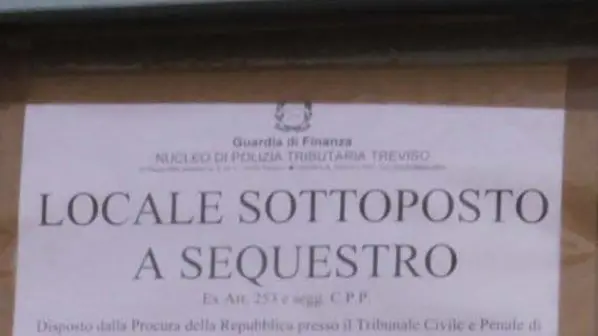 Guardia di Finanza
NUCLEO DI POLIZIA TRIBUTARIA TREVISO
LOCALE SOTTOPOSTO
A SEQUESTRO
Ex Art. 253 e segg. C.P.P.
Disposto dalla Procura della Repubblica presso il Tribunale Civile e Penale di